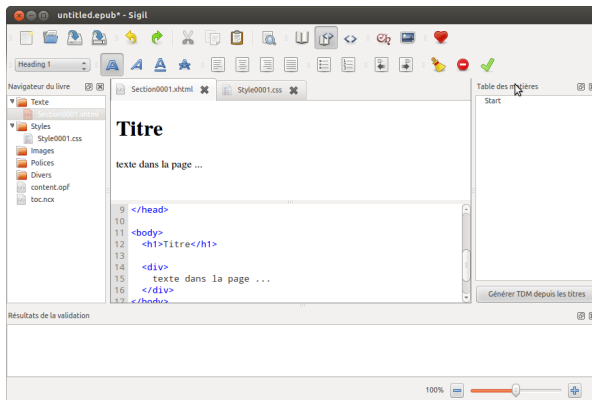 untitled.epub* - Sigil
Heading 1
Navigateur du livre
Section0001.xhtml
Style0001.css
Table des matières
Texte
Section0001.xhtml
Styles
Style0001.css
Images
Polices
Divers
content.opf
toc.ncx
Titre
texte dans la page ...
9 </head>
10
11 <body>
12 <h1>Titre</h1>
13
14 <div>
15 texte dans la page ...
16 </div>
17 </body>
Start
Générer TDM depuis les titres
Résultats de la validation
100%